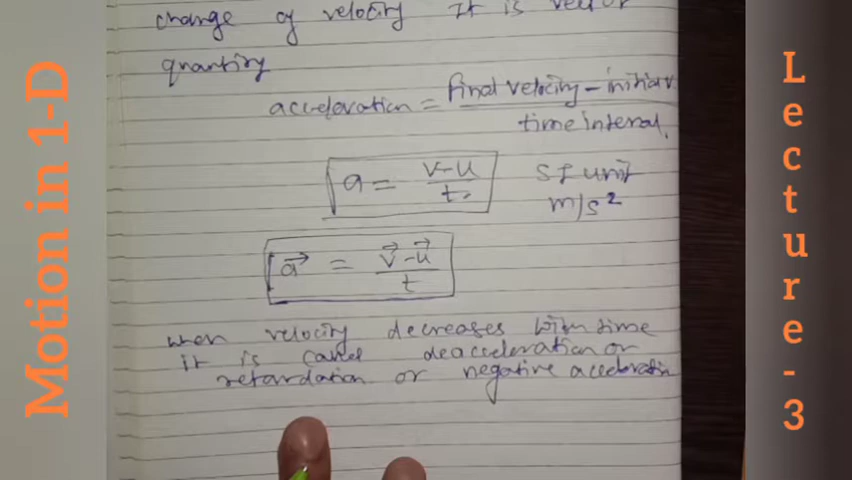 Motion in 1-D
change of velocity It is vector
quantity
acceleration = final velocity - initial v.
time interval.
a = v-u / t
SI unit
m/s²
a⃗ = v⃗-u⃗ / t
when velocity decreases with time
it is called deacceleration or
retardation or negative acceleratin
Lecture-3